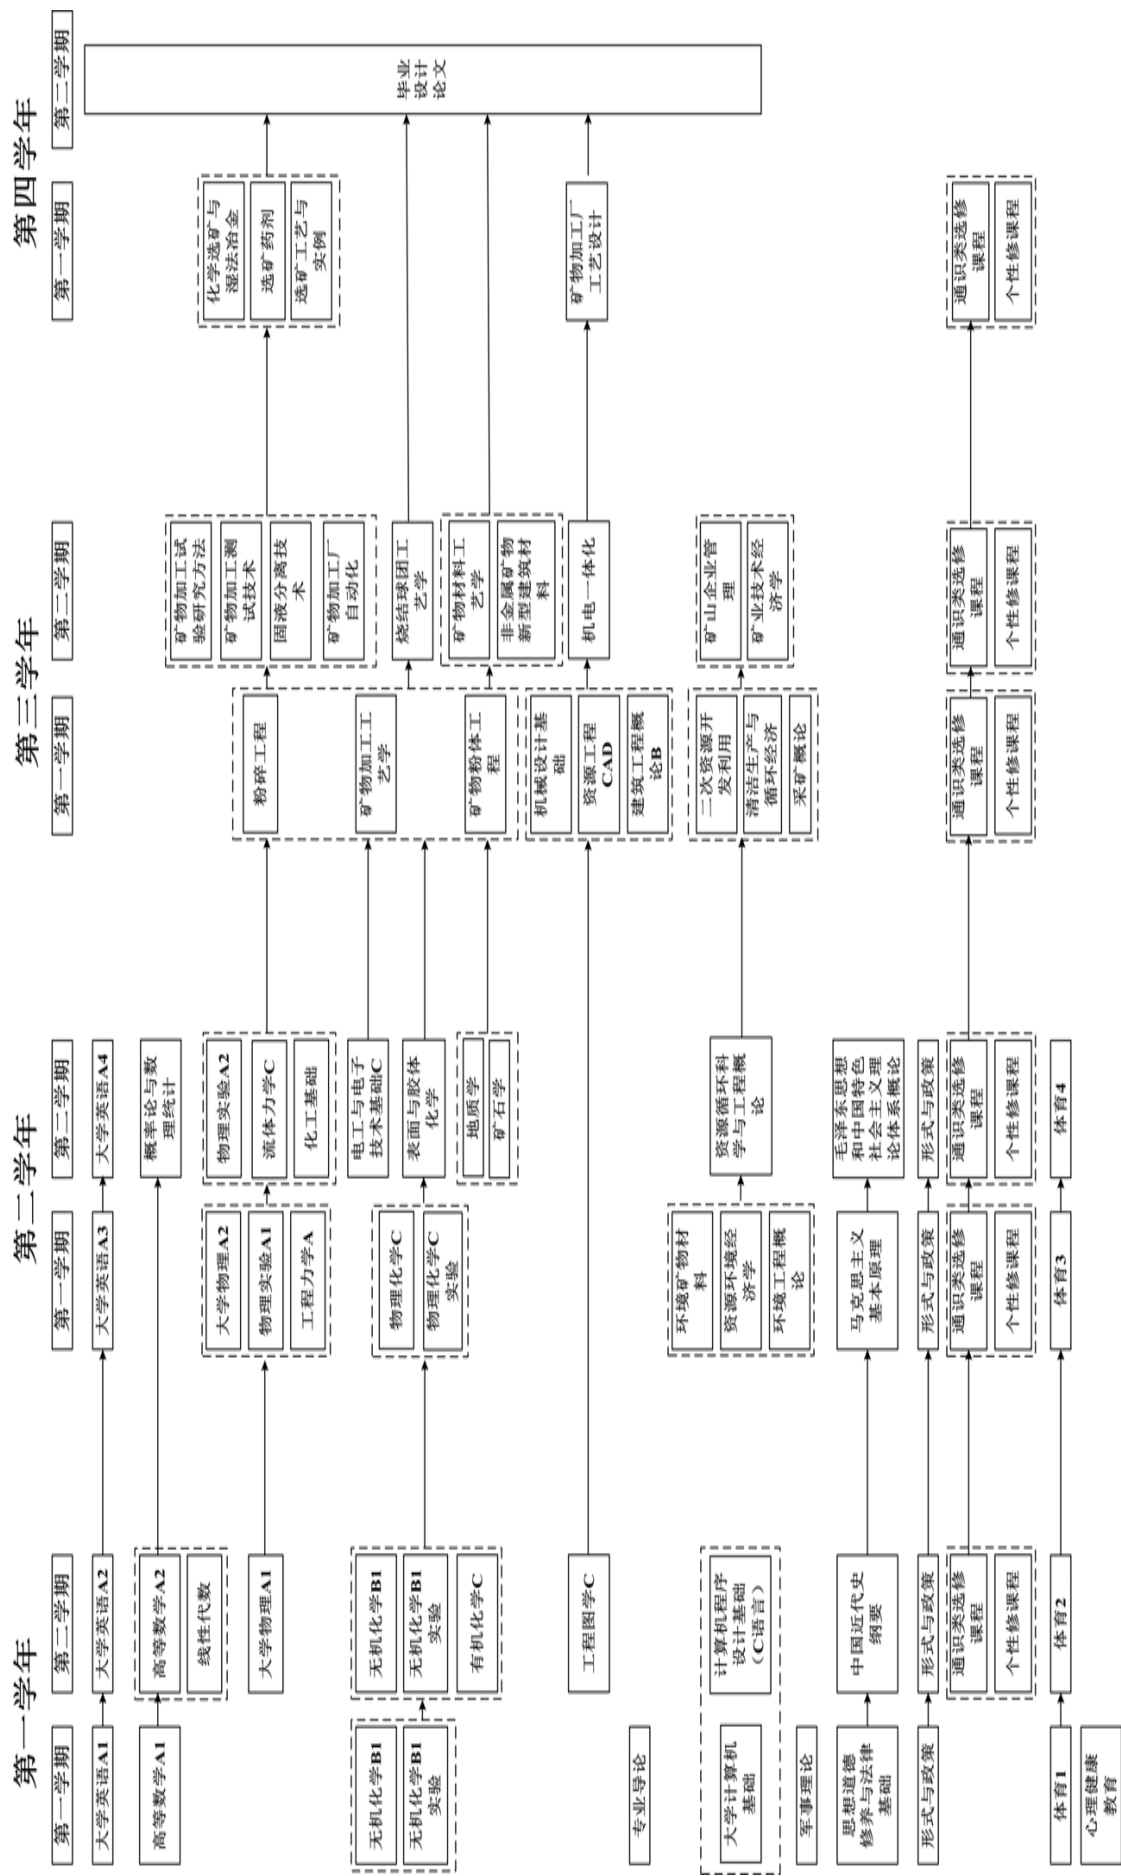 第一学年
第二学年
第三学年
第四学年
第一学期
第二学期
第一学期
第二学期
第一学期
第二学期
第一学期
第二学期
大学英语A1
大学英语A2
大学英语A3
大学英语A4
高等数学A1
高等数学A2
线性代数
概率论与数
理统计
大学物理A1
大学物理A2
物理实验A1
工程力学A
物理实验A2
流体力学C
化工基础
粉碎工程
矿物加工工
艺学
矿物粉体工
程
矿物加工试
验研究方法
矿物加工测
试技术
固液分离技
术
矿物加工厂
自动化
化学选矿与
湿法冶金
选矿药剂
选矿工艺与
实例
毕业
设计
论文
无机化学B1
无机化学B1
实验
无机化学B1
无机化学B1
实验
有机化学C
物理化学C
物理化学C
实验
电工与电子
技术基础C
表面与胶体
化学
地质学
矿石学
烧结球团工
艺学
矿物材料工
艺学
非金属矿物
新型建筑材
料
工程图学C
机械设计基
础
资源工程
CAD
建筑工程概
论B
机电一体化
矿物加工厂
工艺设计
专业导论
大学计算机
基础
计算机程序
设计基础
(C语言)
环境矿物材
料
资源环境经
济学
环境工程概
论
资源循环科
学与工程概
论
二次资源开
发利用
清洁生产与
循环经济
采矿概论
矿山企业管
理
矿业技术经
济学
军事理论
思想道德
修养与法律
基础
中国近代史
纲要
马克思主义
基本原理
毛泽东思想
和中国特色
社会主义理
论体系概论
形式与政策
形式与政策
形式与政策
形式与政策
通识类选修
课程
个性修课程
通识类选修
课程
个性修课程
通识类选修
课程
个性修课程
通识类选修
课程
个性修课程
通识类选修
课程
个性修课程
通识类选修
课程
个性修课程
体育1
体育2
体育3
体育4
心理健康
教育